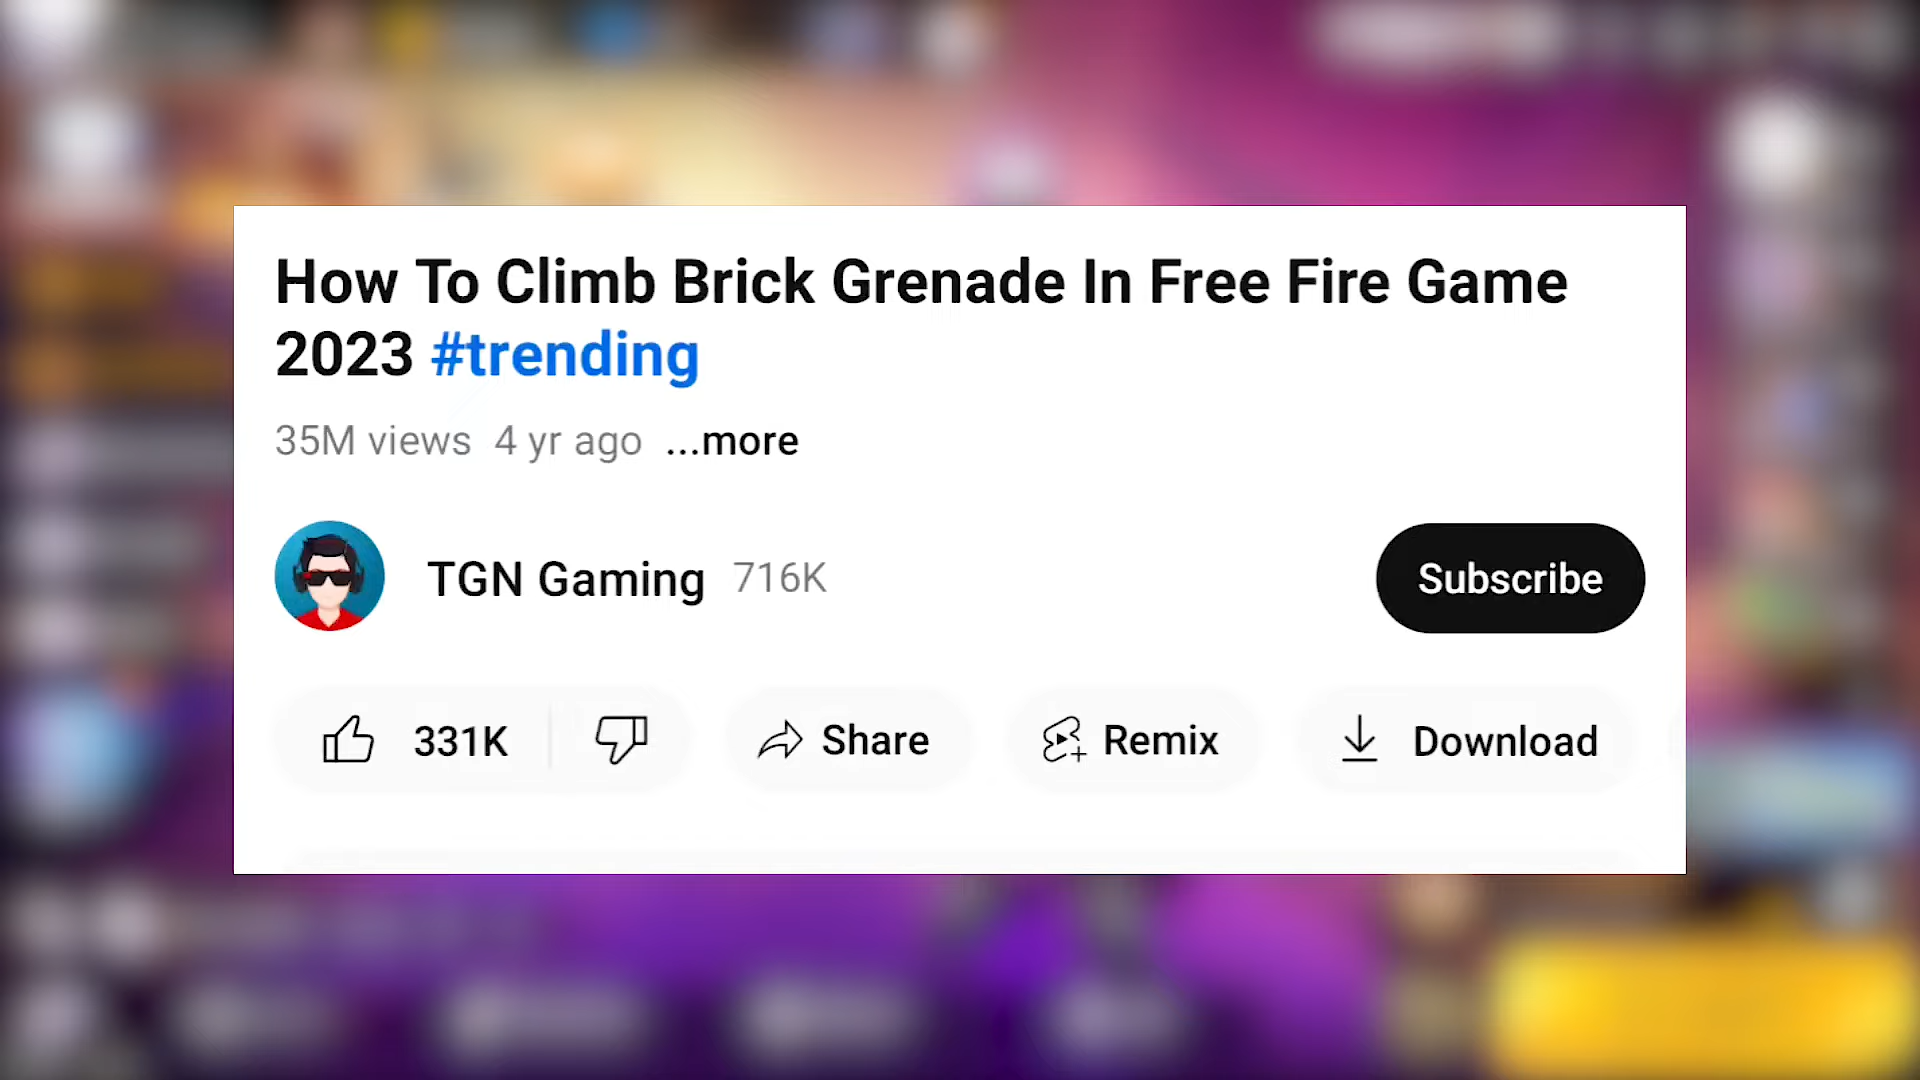 How To Climb Brick Grenade In Free Fire Game
2023 #trending
35M views 4 yr ago ...more
TGN Gaming 716K
Subscribe
331K Share Remix Download